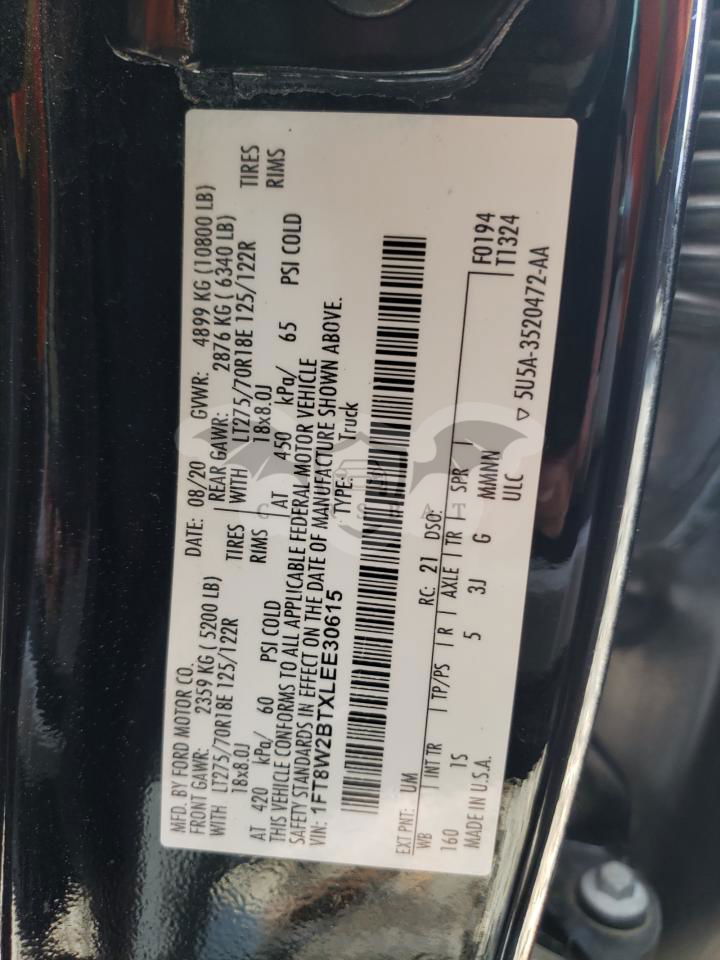 MFD. BY FORD MOTOR CO.
DATE: 08/20
GVWR: 4899 KG (10800 LB)
FRONT GAWR: 2359 KG ( 5200 LB)
REAR GAWR: 2876 KG ( 6340 LB)
WITH LT275/70R18E 125/122R TIRES
WITH LT275/70R18E 125/122R TIRES
18x8.0J RIMS
18x8.0J RIMS
AT 420 kPa/ 60 PSI COLD
AT 450 kPa/ 65 PSI COLD
THIS VEHICLE CONFORMS TO ALL APPLICABLE FEDERAL MOTOR VEHICLE
SAFETY STANDARDS IN EFFECT ON THE DATE OF MANUFACTURE SHOWN ABOVE.
VIN: 1FT8W2BTXLEE30615
TYPE: Truck
EXT PNT: UM RC: 21 DSO: F0194
WB INT TR TP/PS R AXLE TR SPR T1324
160 1S 5 3J G MMNNN
MADE IN U.S.A. ULC 5U5A-3520472-AA